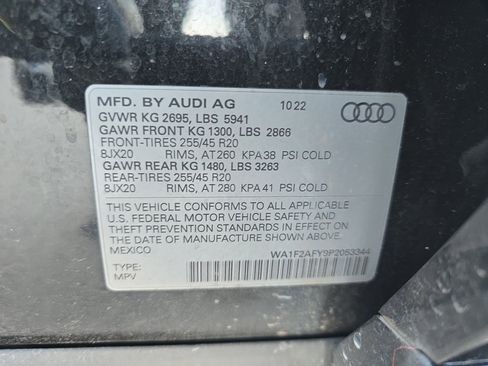 MFD. BY AUDI AG 10 22
GVWR KG 2695, LBS 5941
GAWR FRONT KG 1300, LBS 2866
FRONT-TIRES 255/45 R20
8JX20 RIMS, AT 260 KPA 38 PSI COLD
GAWR REAR KG 1480, LBS 3263
REAR-TIRES 255/45 R20
8JX20 RIMS, AT 280 KPA 41 PSI COLD
THIS VEHICLE CONFORMS TO ALL APPLICABLE
U.S. FEDERAL MOTOR VEHICLE SAFETY AND
THEFT PREVENTION STANDARDS IN EFFECT ON
THE DATE OF MANUFACTURE SHOWN ABOVE.
MEXICO WA1F2AFY9P2053344
TYPE:
MPV